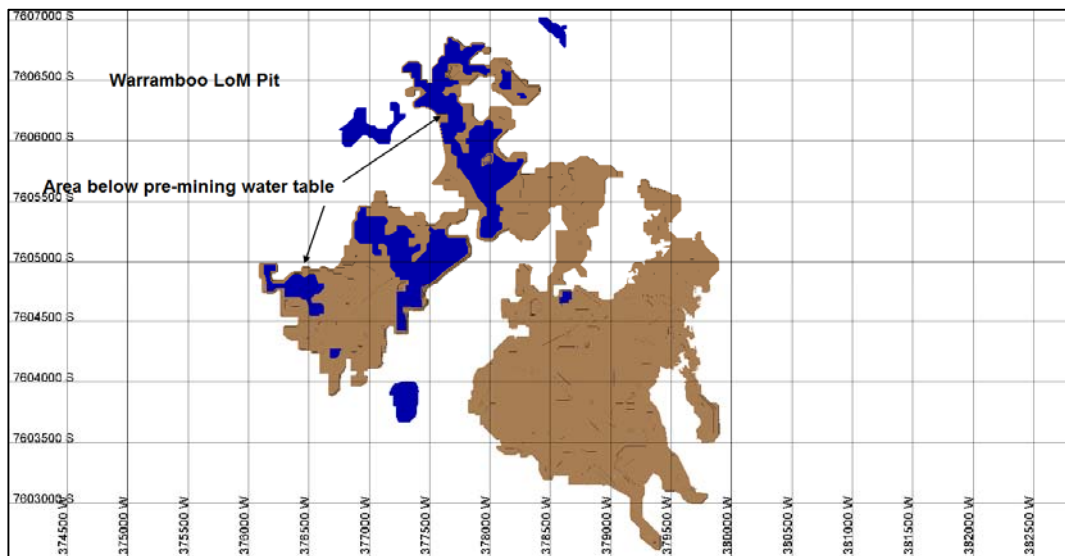 7607000 S
7606500 S
Warramboo LoM Pit
7606000 S
Area below pre-mining water table
7605500 S
7605000 S
7604500 S
7604000 S
7603500 S
7603000 S
374500 W
375000 W
375500 W
376000 W
376500 W
377000 W
377500 W
378000 W
378500 W
379000 W
379500 W
380000 W
380500 W
381000 W
381500 W
382000 W
382500 W